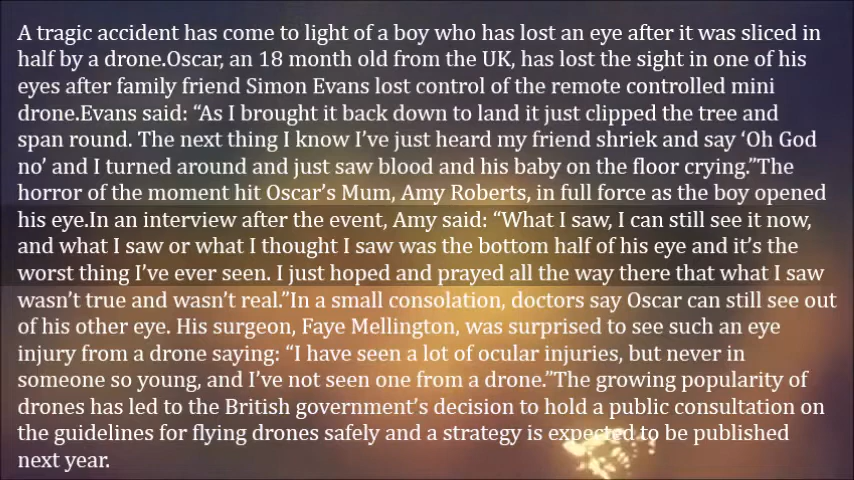 A tragic accident has come to light of a boy who has lost an eye after it was sliced in
half by a drone.Oscar, an 18 month old from the UK, has lost the sight in one of his
eyes after family friend Simon Evans lost control of the remote controlled mini
drone.Evans said: “As I brought it back down to land it just clipped the tree and
span round. The next thing I know I’ve just heard my friend shriek and say ‘Oh God
no’ and I turned around and just saw blood and his baby on the floor crying.”The
horror of the moment hit Oscar’s Mum, Amy Roberts, in full force as the boy opened
his eye.In an interview after the event, Amy said: “What I saw, I can still see it now,
and what I saw or what I thought I saw was the bottom half of his eye and it’s the
worst thing I’ve ever seen. I just hoped and prayed all the way there that what I saw
wasn’t true and wasn’t real.”In a small consolation, doctors say Oscar can still see out
of his other eye. His surgeon, Faye Mellington, was surprised to see such an eye
injury from a drone saying: “I have seen a lot of ocular injuries, but never in
someone so young, and I’ve not seen one from a drone.”The growing popularity of
drones has led to the British government’s decision to hold a public consultation on
the guidelines for flying drones safely and a strategy is expected to be published
next year.